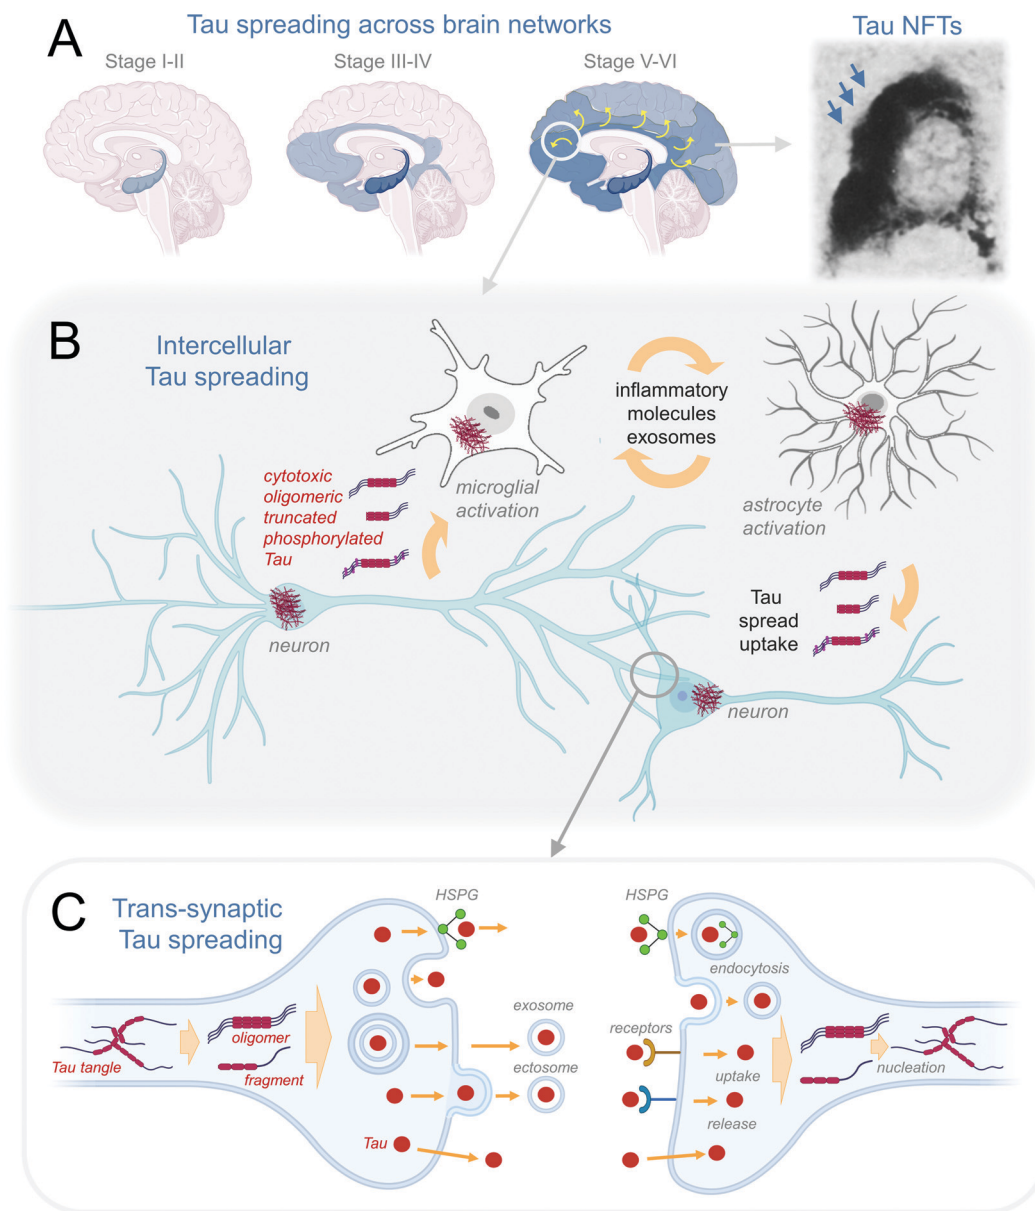 A
Tau spreading across brain networks
Tau NFTs
Stage I-II
Stage III-IV
Stage V-VI
B
Intercellular
Tau spreading
inflammatory
molecules
exosomes
cytotoxic
oligomeric
truncated
phosphorylated
Tau
microglial
activation
astrocyte
activation
Tau
spread
uptake
neuron
neuron
C
Trans-synaptic
Tau spreading
HSPG
HSPG
endocytosis
exosome
receptors
oligomer
Tau tangle
fragment
ectosome
uptake
nucleation
release
Tau